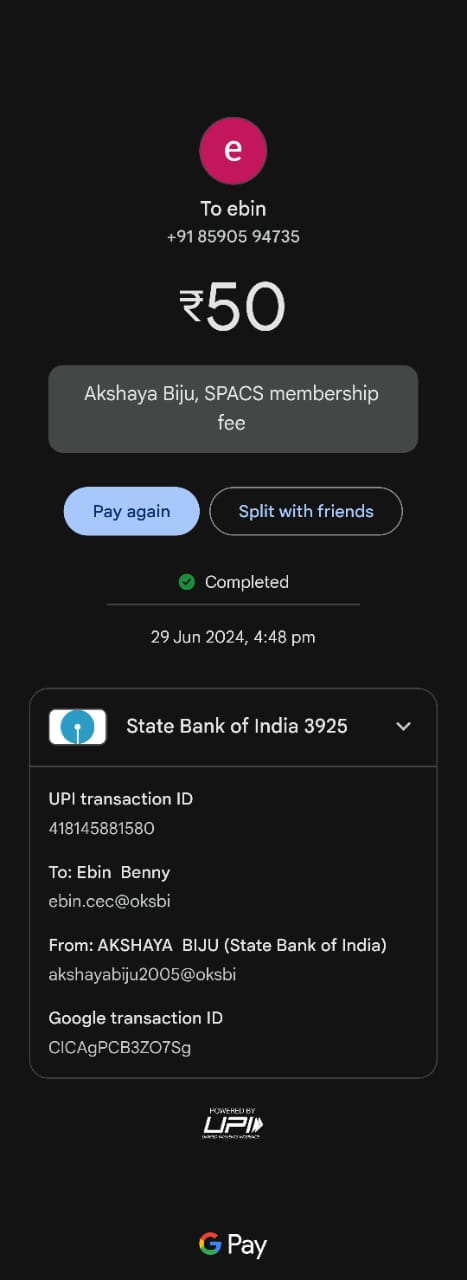 e
To ebin
+91 85905 94735
₹50
Akshaya Biju, SPACS membership
fee
Pay again
Split with friends
Completed
29 Jun 2024, 4:48 pm
State Bank of India 3925
UPI transaction ID
418145881580
To: Ebin  Benny
ebin.cec@oksbi
From: AKSHAYA  BIJU (State Bank of India)
akshayabiju2005@oksbi
Google transaction ID
CICAgPCB3ZO7Sg
POWERED BY
UPI
UNIFIED PAYMENTS INTERFACE
G Pay